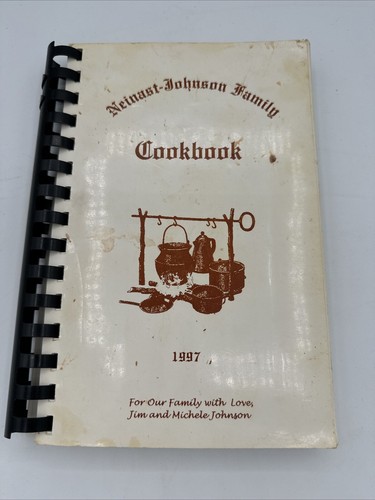 Neinast-Johnson Family
Cookbook
1997
For Our Family with Love,
Jim and Michele Johnson